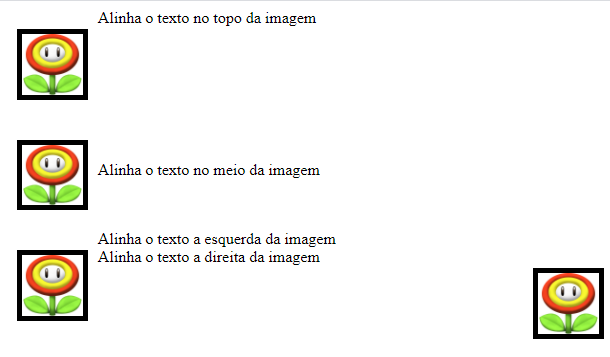 Alinha o texto no topo da imagem
Alinha o texto no meio da imagem
Alinha o texto a esquerda da imagem
Alinha o texto a direita da imagem